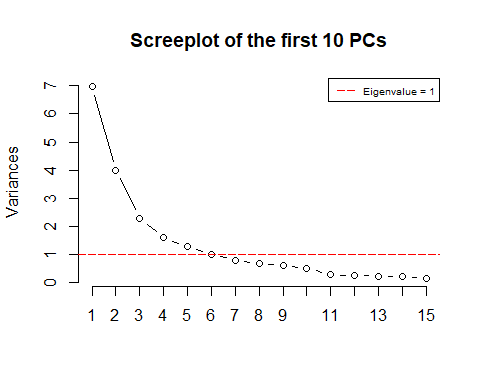 Screeplot of the first 10 PCs
Eigenvalue = 1
Variances
7
6
5
4
3
2
1
0
1 2 3 4 5 6 7 8 9 11 13 15